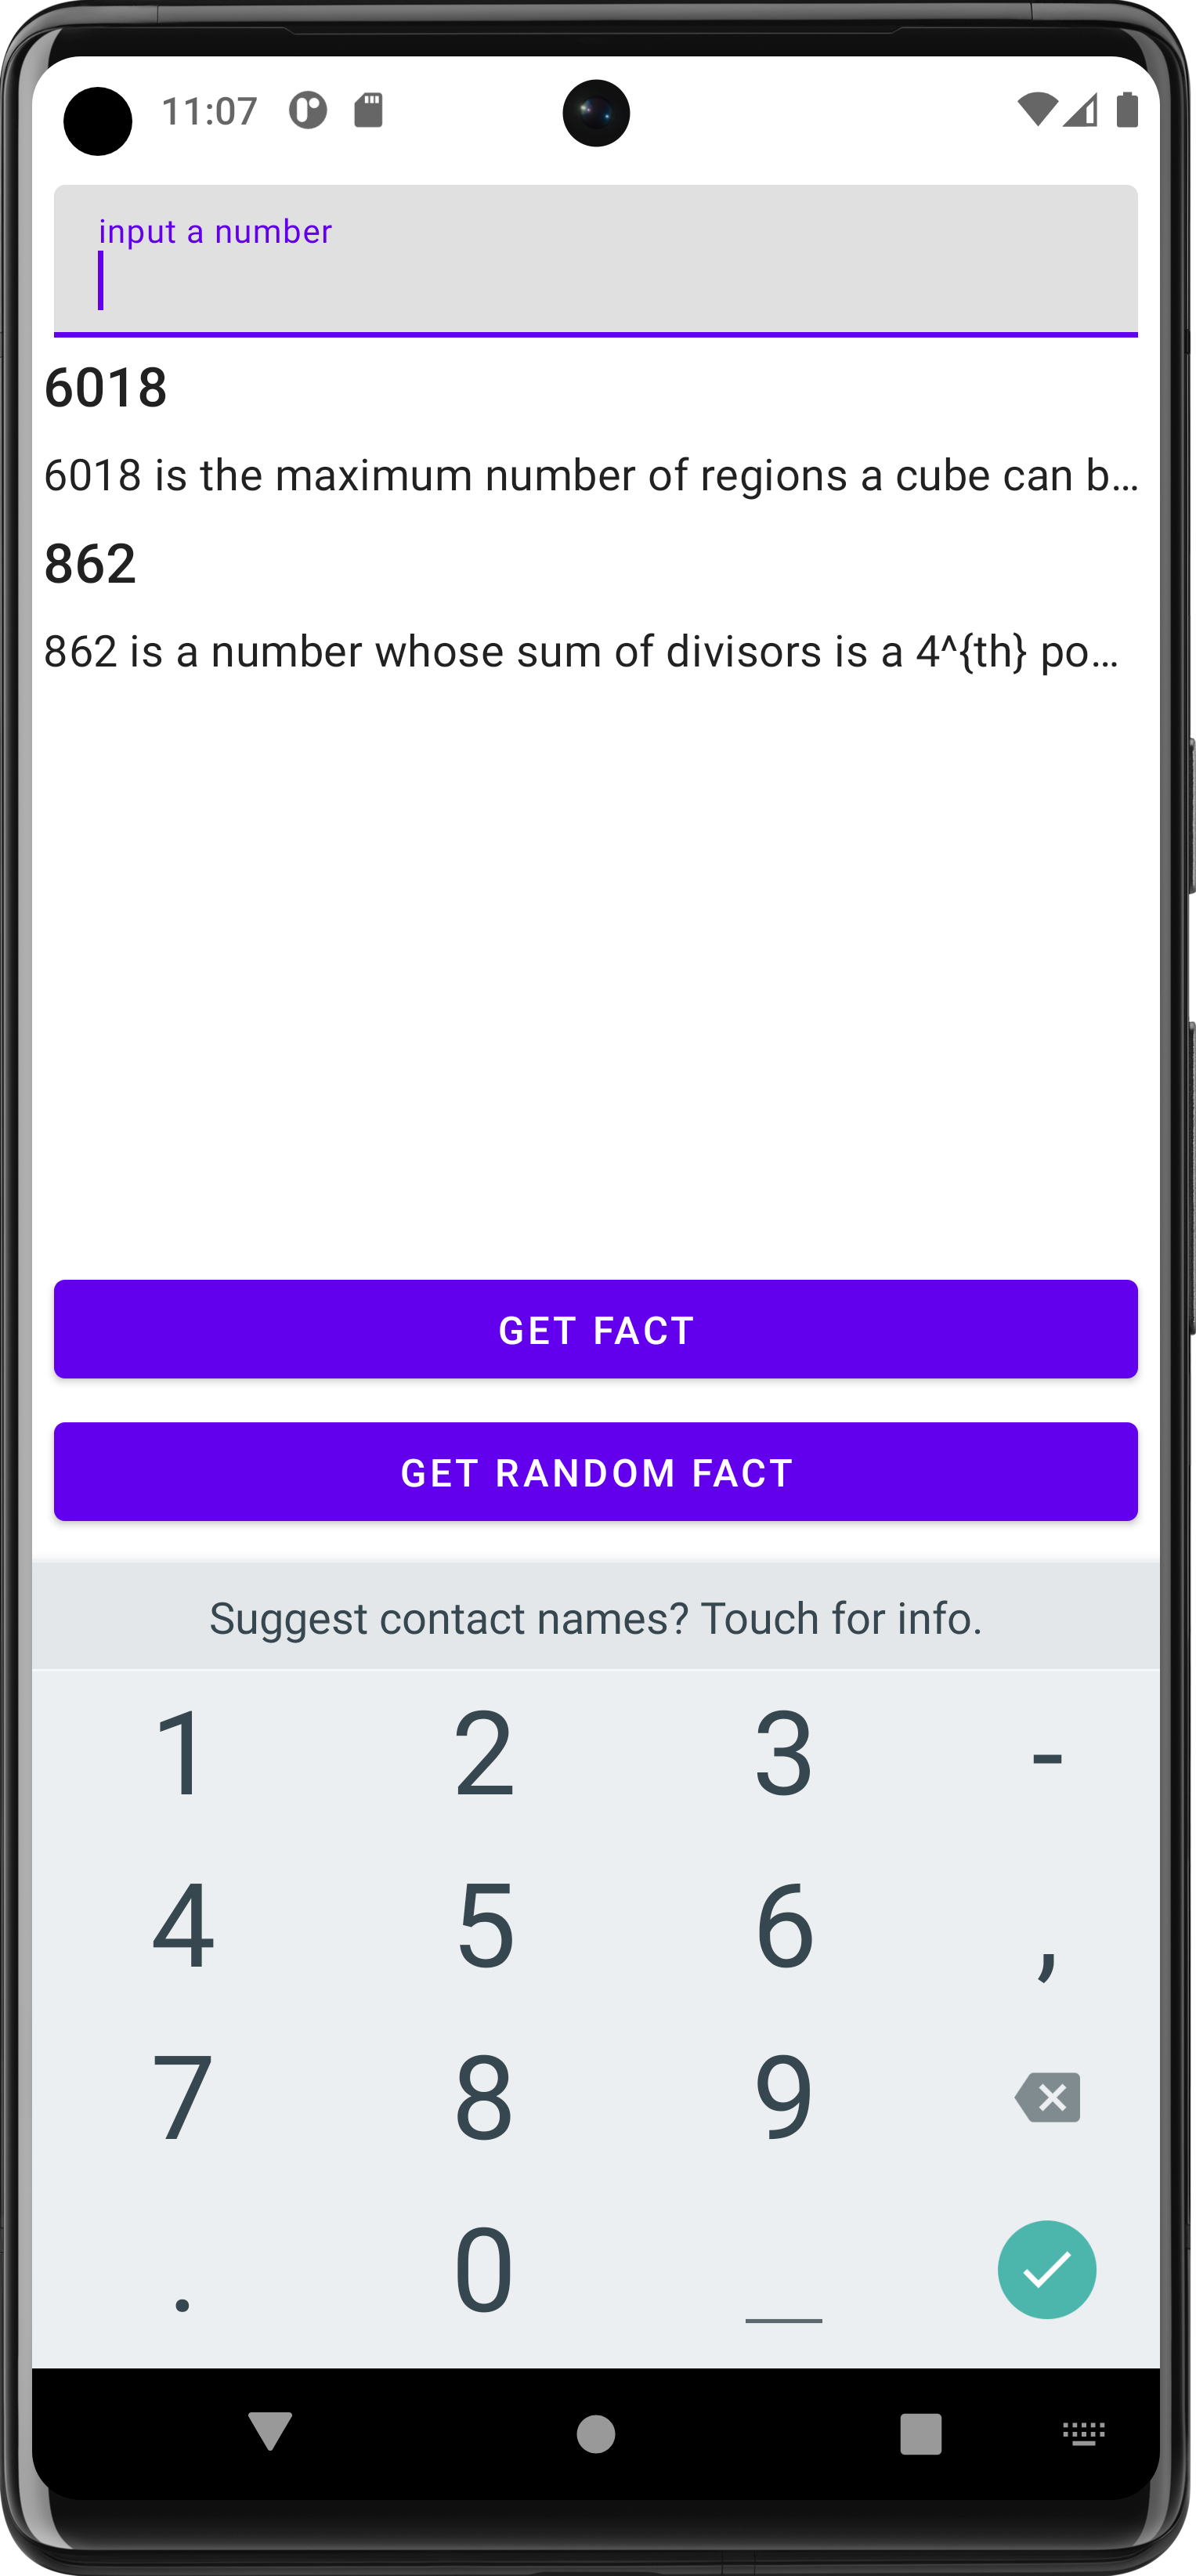 11:07
input a number
6018
6018 is the maximum number of regions a cube can b…
862
862 is a number whose sum of divisors is a 4^{th} po…
GET FACT
GET RANDOM FACT
Suggest contact names? Touch for info.
1 2 3 -
4 5 6 ,
7 8 9
. 0 _